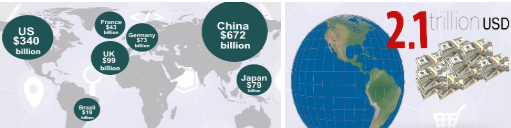 US
$340
billion
France
$43
billion
Germany
$73
billion
UK
$99
billion
China
$672
billion
Japan
$79
billion
Brazil
$19
billion
2.1 trillion USD